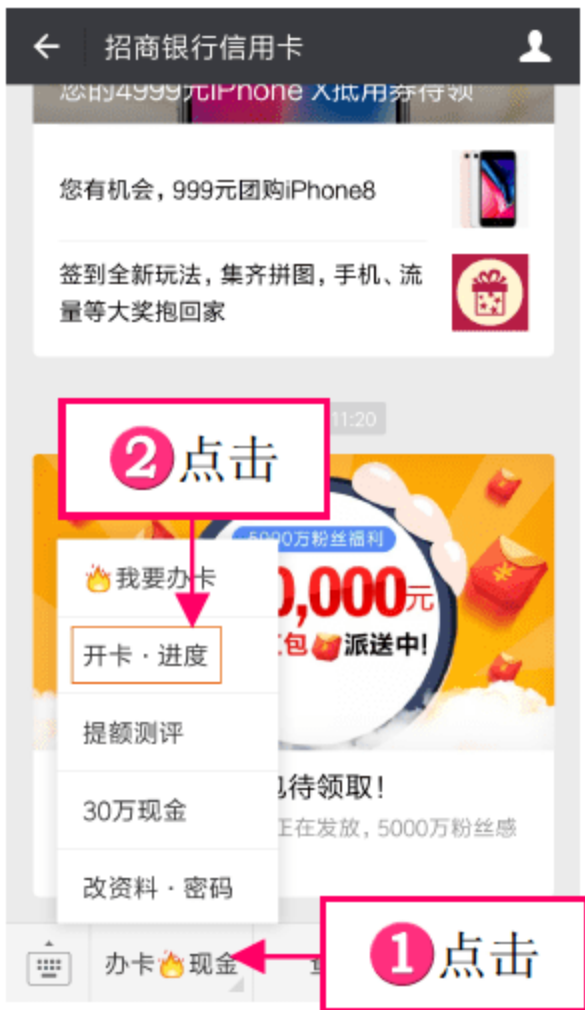 招商银行信用卡
您的4999元iPhone X抵用券待领
您有机会，999元团购iPhone8
签到全新玩法，集齐拼图，手机、流
量等大奖抱回家
11:20
2点击
5000万粉丝福利
0,000元
红包派送中！
我要办卡
开卡·进度
提额测评
30万现金
改资料·密码
待领取！
正在发放，5000万粉丝感
办卡 现金
1点击